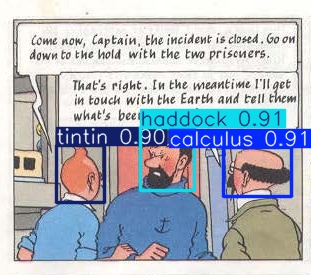 Come now, Captain, the incident is closed. Go on
down to the hold with the two prisoners.
That's right. In the meantime I'll get
in touch with the Earth and tell them
what's
haddock 0.91
tintin 0.90
calculus 0.91